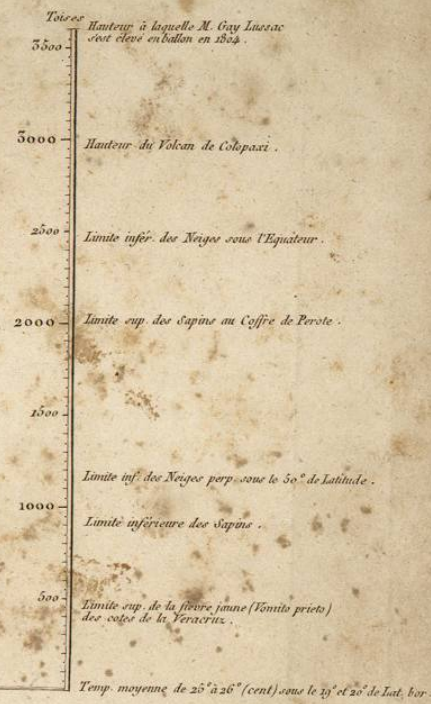 Toises
Hauteur à laquelle M. Gay Lussac
s'est élevé en ballon en 1804.
3500
3000
Hauteur du Volcan de Cotopaxi.
2500
Limite infér. des Neiges sous l'Equateur.
2000
Limite sup. des Sapins au Coffre de Perote.
1500
Limite inf. des Neiges perp. sous le 50.° de Latitude.
1000
Limite inférieure des Sapins.
500
Limite sup. de la fievre jaune (Vomito prieto)
des cotes de la Veracruz.
Temp. moyenne de 25° à 26° (cent) sous le 19° et 20° de Lat. bor.